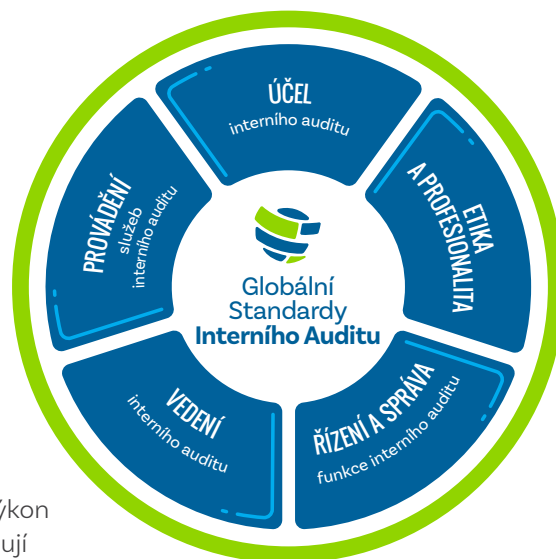 ÚČEL
interního auditu
ETIKA
A PROFESIONALITA
ŘÍZENÍ A SPRÁVA
funkce interního auditu
VEDENÍ
interního auditu
PROVÁDĚNÍ
služeb
interního auditu
Globální
Standardy
Interního Auditu